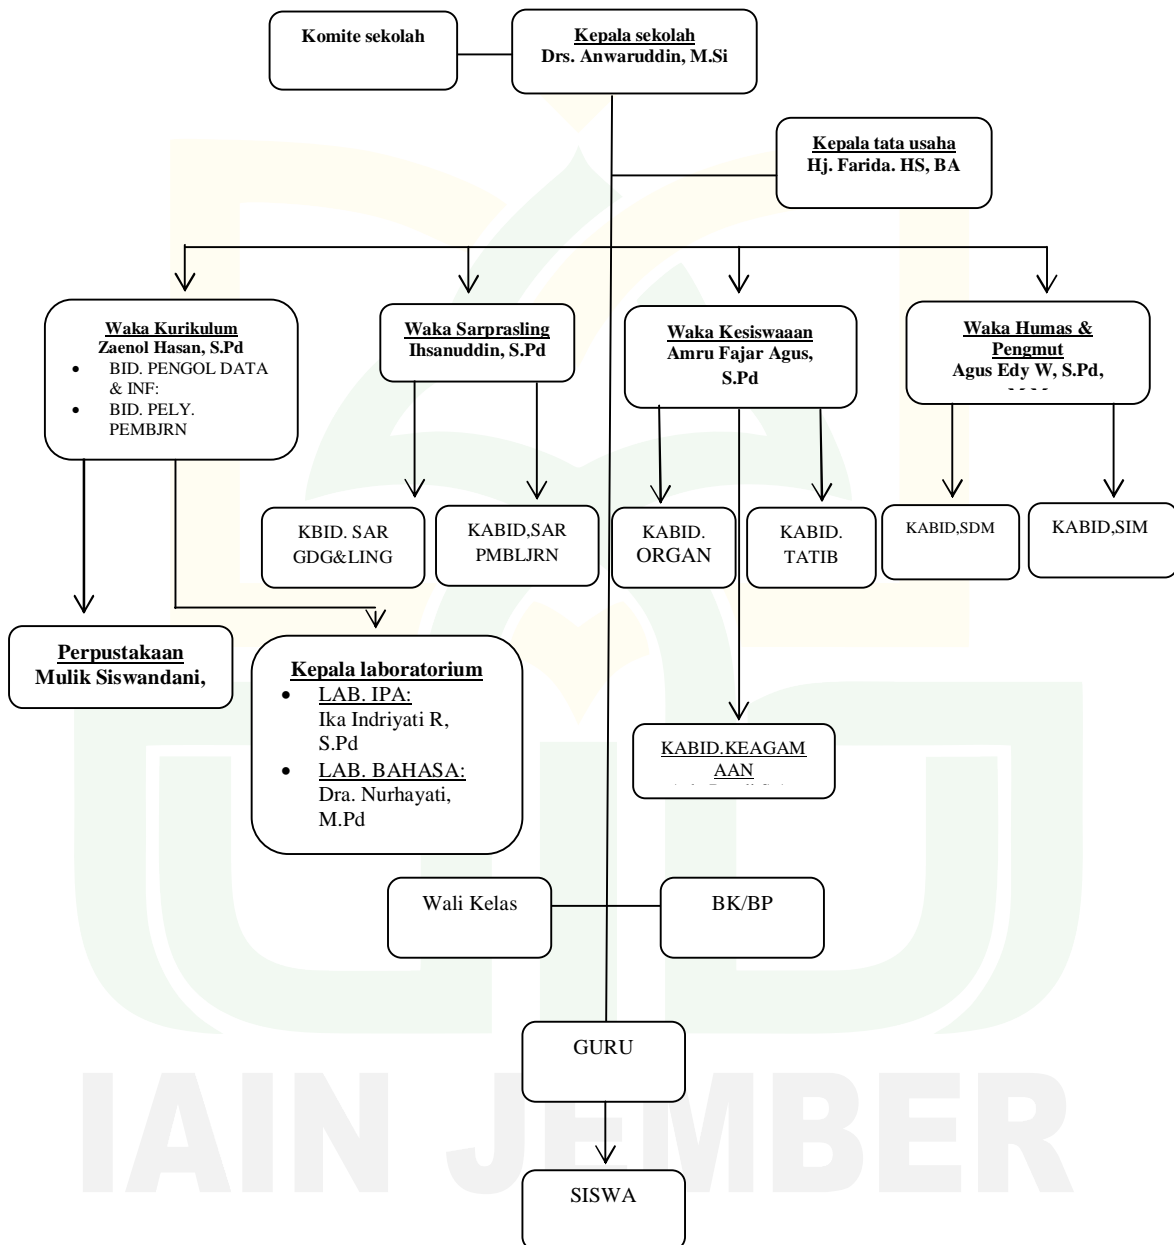 Komite sekolah
Kepala sekolah
Drs. Anwaruddin, M.Si
Kepala tata usaha
Hj. Farida. HS, BA
Waka Kurikulum
Zaenol Hasan, S.Pd
• BID. PENGOL DATA
& INF:
• BID. PELY.
PEMBJRN
Waka Sarprasling
Ihsanuddin, S.Pd
Waka Kesiswaaan
Amru Fajar Agus,
S.Pd
Waka Humas &
Pengmut
Agus Edy W, S.Pd,
KBID. SAR
GDG&LING
KABID,SAR
PMBLJRN
KABID.
ORGAN
KABID.
TATIB
KABID,SDM
KABID,SIM
Perpustakaan
Mulik Siswandani,
Kepala laboratorium
• LAB. IPA:
Ika Indriyati R,
S.Pd
• LAB. BAHASA:
Dra. Nurhayati,
M.Pd
KABID.KEAGAM
AAN
Wali Kelas
BK/BP
GURU
SISWA
IAIN JEMBER